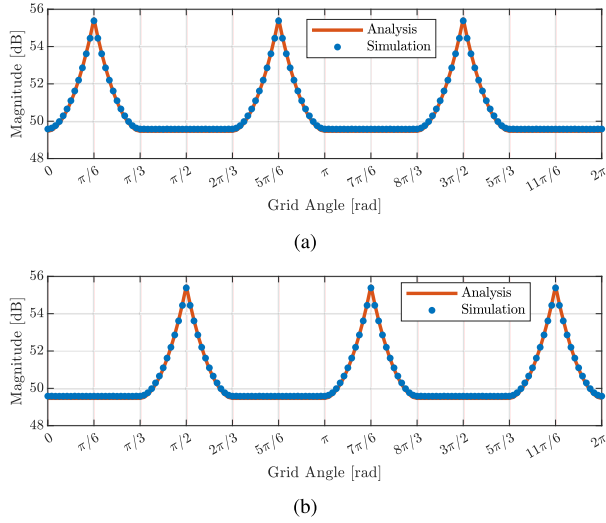 56
54
52
50
48
Magnitude [dB]
Analysis
Simulation
0
π/6
π/3
π/2
2π/3
5π/6
π
7π/6
8π/3
3π/2
5π/3
11π/6
2π
Grid Angle [rad]
(a)
56
54
52
50
48
Magnitude [dB]
Analysis
Simulation
0
π/6
π/3
π/2
2π/3
5π/6
π
7π/6
8π/3
3π/2
5π/3
11π/6
2π
Grid Angle [rad]
(b)